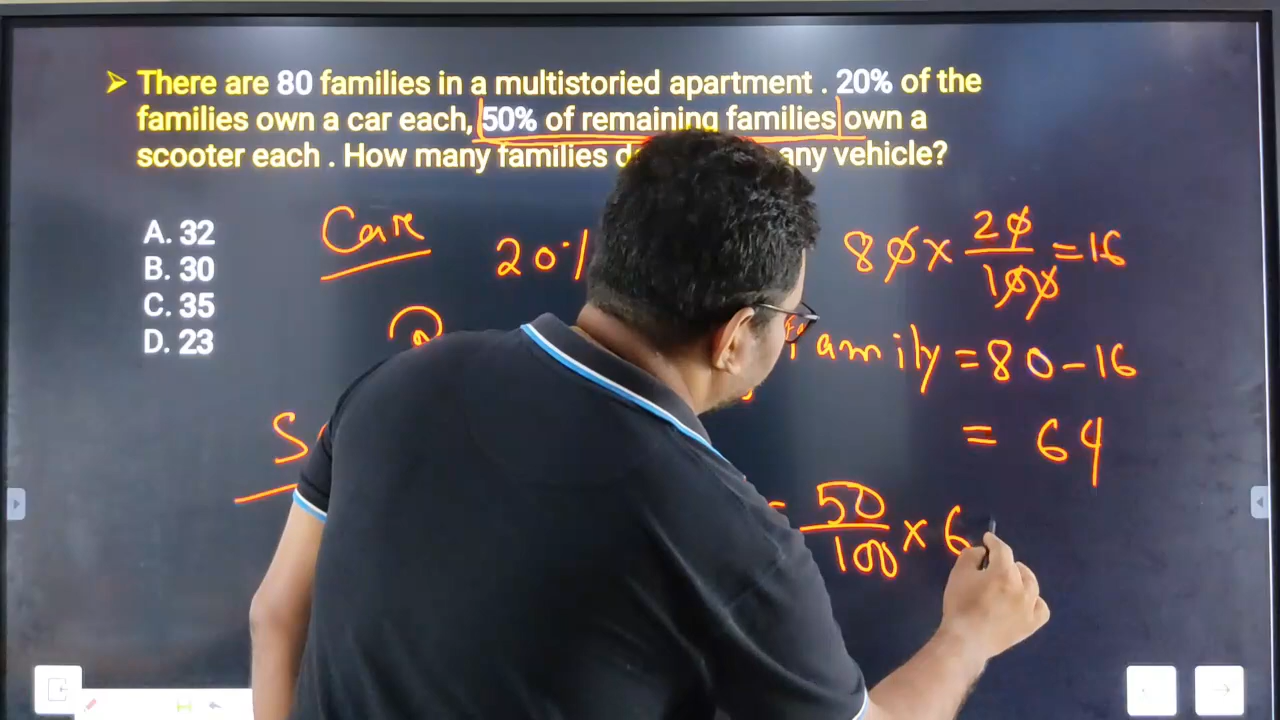 ➤ There are 80 families in a multistoried apartment . 20% of the
families own a car each, 50% of remaining families own a
scooter each . How many families any vehicle?
A. 32
B. 30
C. 35
D. 23
Car
20% 80 × 20/100 = 16
Family = 80 - 16
= 64
S
= 50/100 × 6